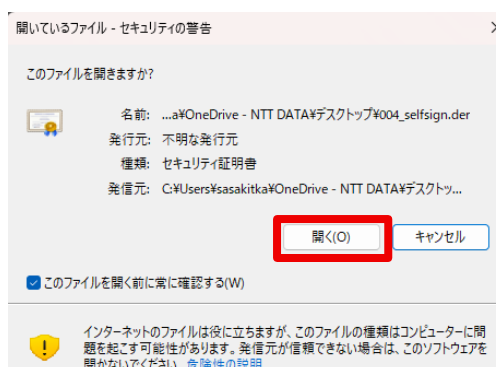 開いているファイル - セキュリティの警告
このファイルを開きますか?
名前: ...a¥OneDrive - NTT DATA¥デスクトップ¥004_selfsign.der
発行元: 不明な発行元
種類: セキュリティ証明書
発信元: C:¥Users¥sasakitka¥OneDrive - NTT DATA¥デスクトッ...
開く(O) キャンセル
このファイルを開く前に常に確認する(W)
インターネットのファイルは役に立ちますが、このファイルの種類はコンピューターに問
題を起こす可能性があります。発信元が信頼できない場合は、このソフトウェアを
開かないでください。危険性の説明